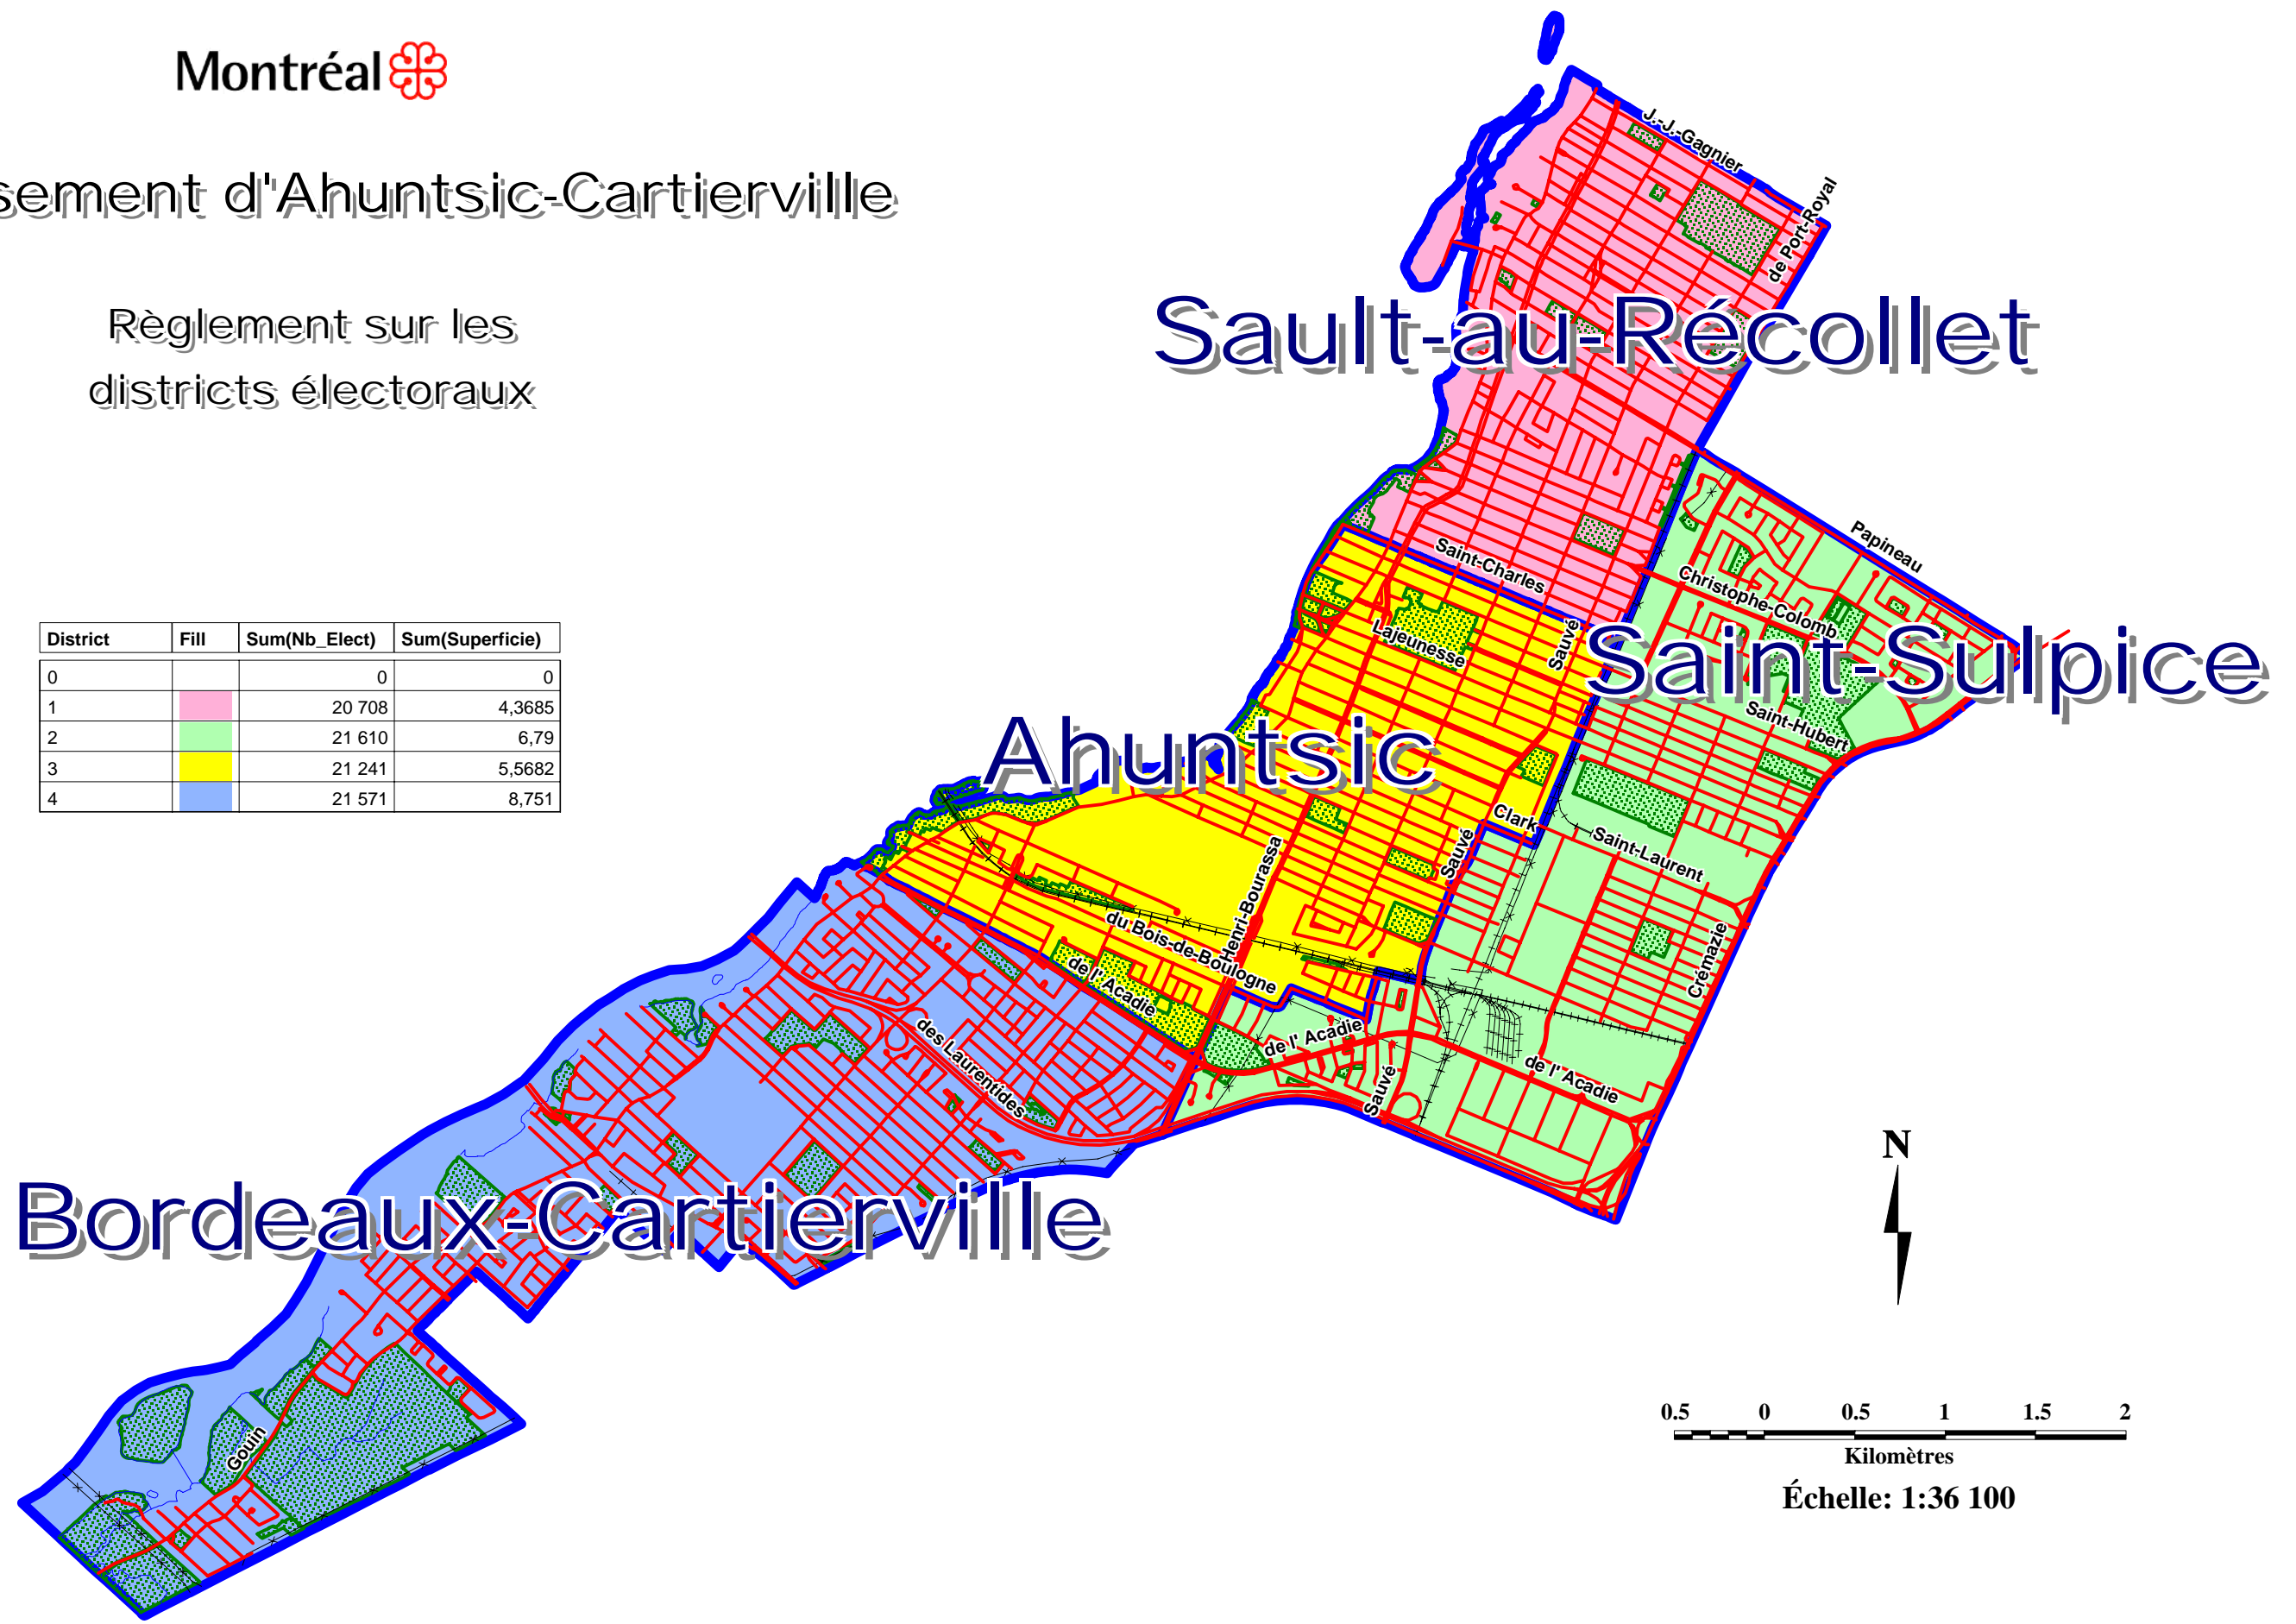 Montréal
sement d'Ahuntsic-Cartierville
Règlement sur les
districts électoraux
District Fill Sum(Nb_Elect) Sum(Superficie)
0 0 0
1 20 708 4,3685
2 21 610 6,79
3 21 241 5,5682
4 21 571 8,751
J.-J.-Gagnier
de Port-Royal
Sault-au-Récollet
Papineau
Saint-Charles
Christophe-Colomb
Lajeunesse
Sauvé
Saint-Sulpice
Saint-Hubert
Ahuntsic
Clark
Saint-Laurent
Sauvé
Henri-Bourassa
du Bois-de-Boulogne
Crémazie
de l'Acadie
de l' Acadie
des Laurentides
Sauvé
de l' Acadie
Bordeaux-Cartierville
Gouin
N
0.5 0 0.5 1 1.5 2
Kilomètres
Échelle: 1:36 100